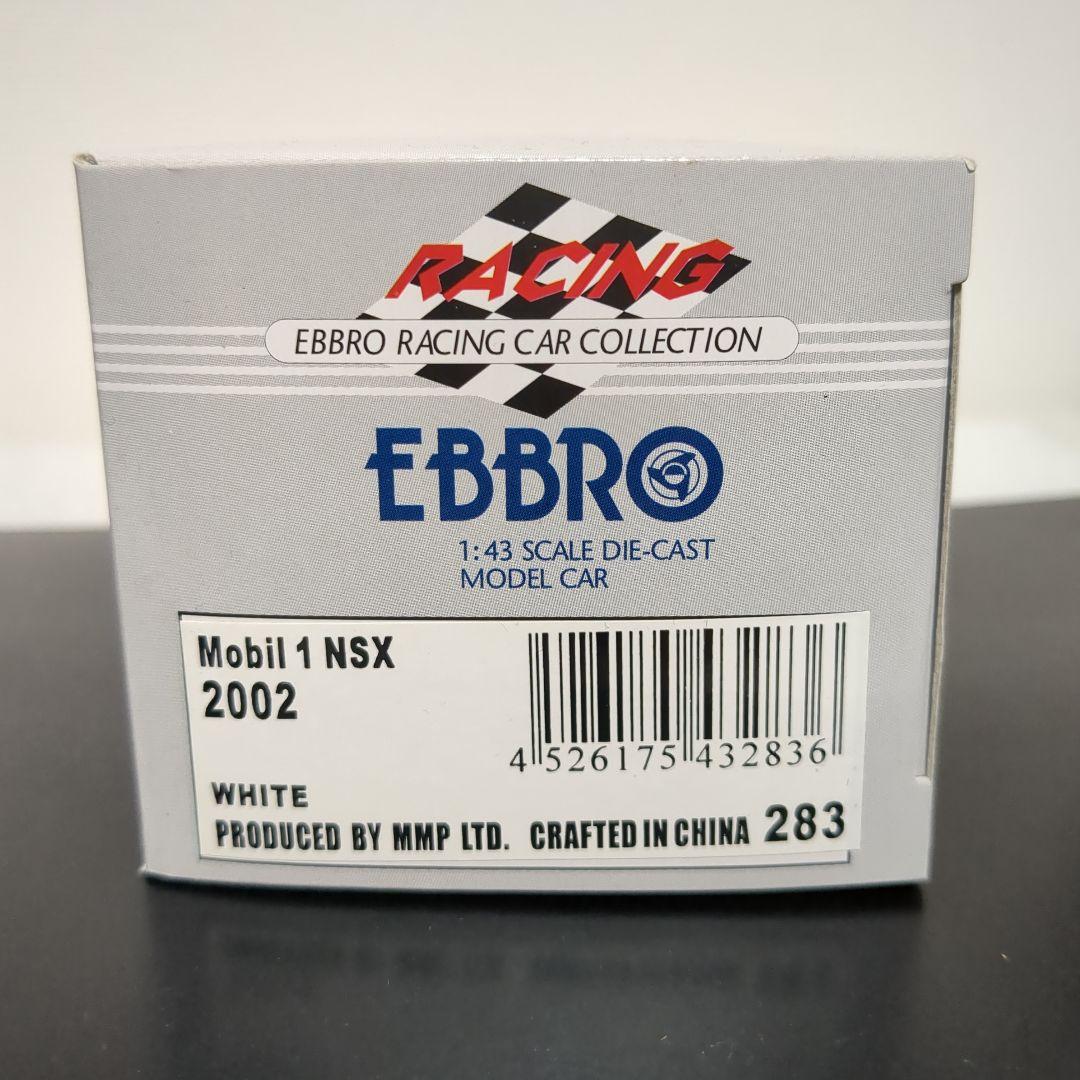 RACING
EBBRO RACING CAR COLLECTION
EBBRO
1:43 SCALE DIE-CAST
MODEL CAR
Mobil 1 NSX
2002
4 526175 432836
WHITE
PRODUCED BY MMP LTD. CRAFTED IN CHINA 283